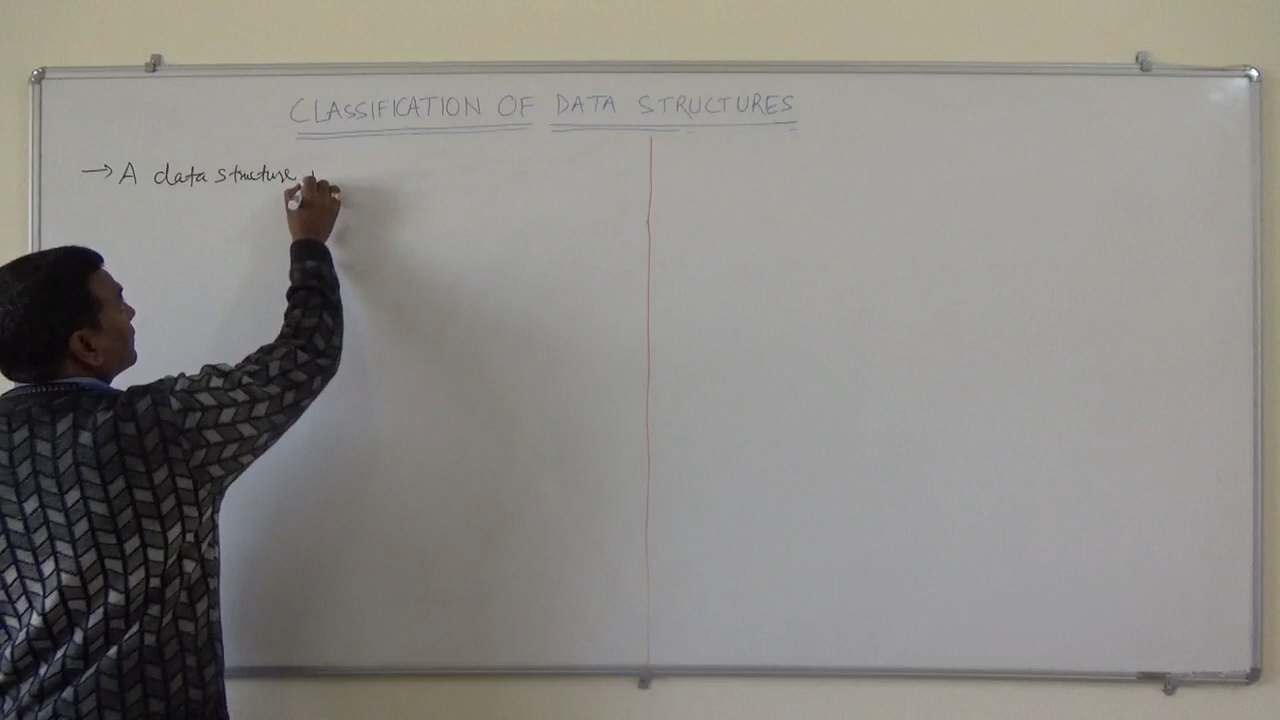 CLASSIFICATION OF DATA STRUCTURES
→ A data structure